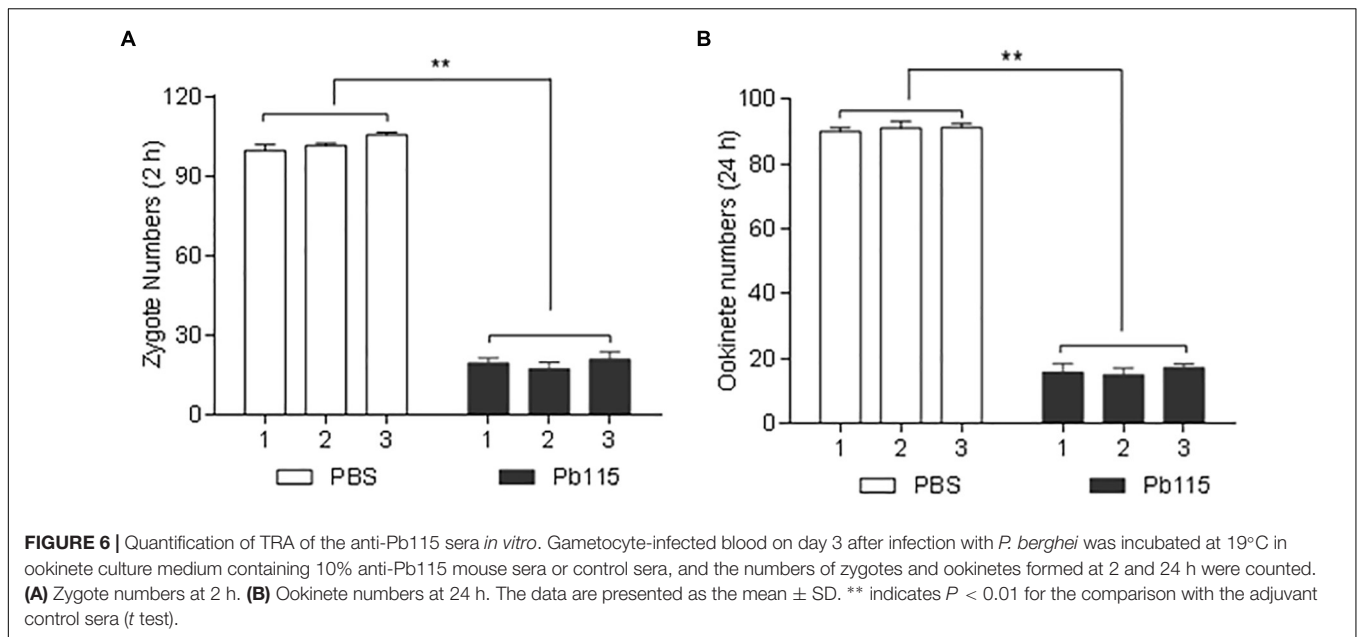 A
**
120
90
60
30
0
Zygote Numbers (2 h)
1 2 3 1 2 3
PBS Pb115
B
**
100
80
60
40
20
0
Ookinete numbers (24 h)
1 2 3 1 2 3
PBS Pb115
FIGURE 6 | Quantification of TRA of the anti-Pb115 sera in vitro. Gametocyte-infected blood on day 3 after infection with P. berghei was incubated at 19°C in
ookinete culture medium containing 10% anti-Pb115 mouse sera or control sera, and the numbers of zygotes and ookinetes formed at 2 and 24 h were counted.
(A) Zygote numbers at 2 h. (B) Ookinete numbers at 24 h. The data are presented as the mean ± SD. ** indicates P < 0.01 for the comparison with the adjuvant
control sera (t test).